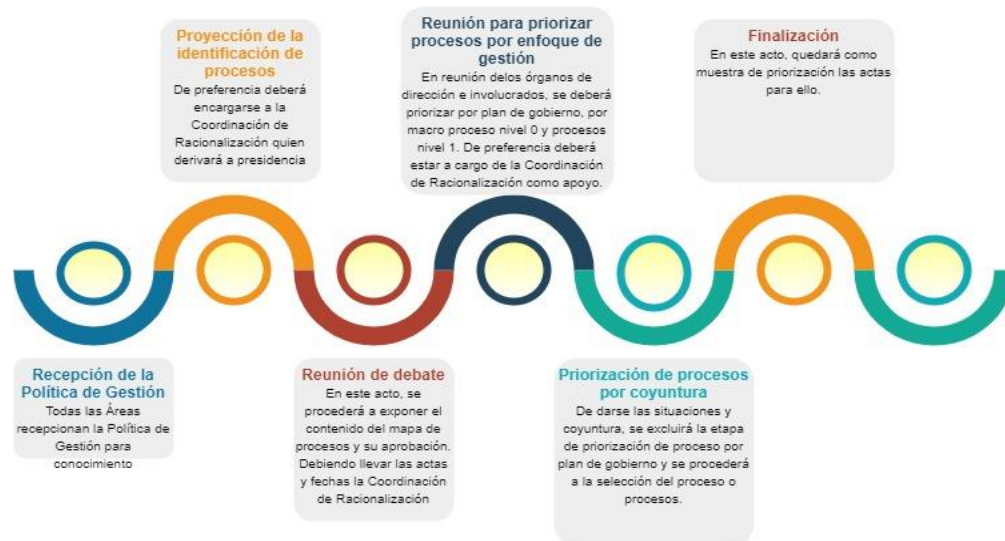 Recepción de la
Política de Gestión
Todas las Áreas
recepcionan la Política de
Gestión para
conocimiento
Proyección de la
identificación de
procesos
De preferencia deberá
encargarse a la
Coordinación de
Racionalización quien
derivará a presidencia
Reunión de debate
En este acto, se
procederá a exponer el
contenido del mapa de
procesos y su aprobación.
Debiendo llevar las actas
y fechas la Coordinación
de Racionalización
Reunión para priorizar
procesos por enfoque de
gestión
En reunión delos órganos de
dirección e involucrados, se deberá
priorizar por plan de gobierno, por
macro proceso nivel 0 y procesos
nivel 1. De preferencia deberá
estar a cargo de la Coordinación
de Racionalización como apoyo.
Priorización de procesos
por coyuntura
De darse las situaciones y
coyuntura, se excluirá la etapa
de priorización de proceso por
plan de gobierno y se procederá
a la selección del proceso o
procesos.
Finalización
En este acto, quedará como
muestra de priorización las actas
para ello.